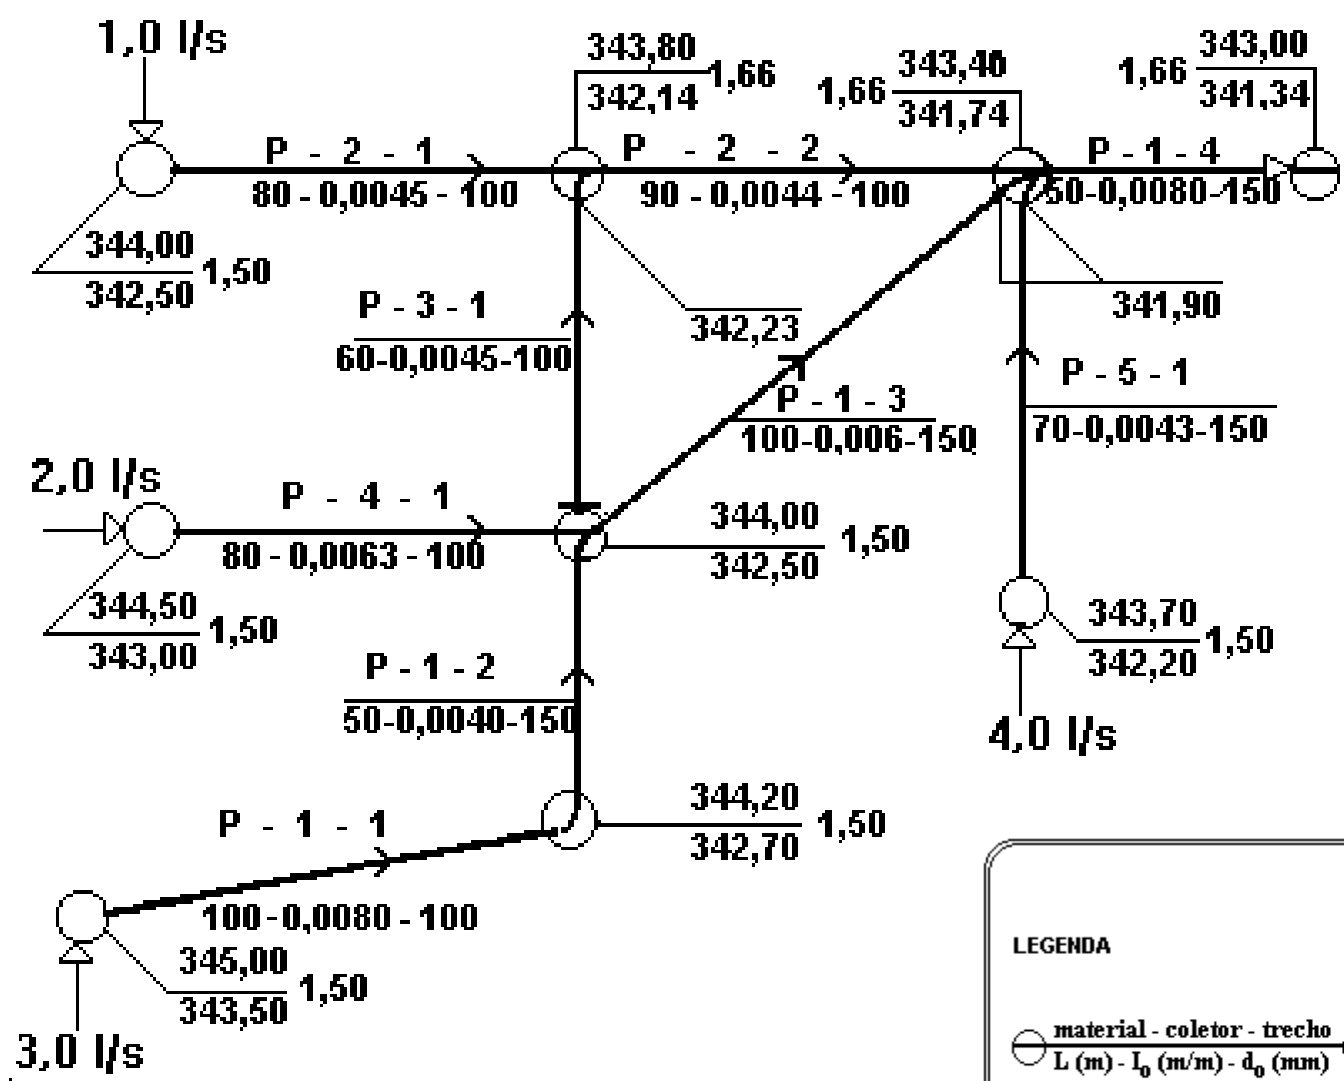 1,0 l/s
343,80
342,14
1,66
1,66
343,40
341,74
1,66
343,00
341,34
P - 2 - 1
80 - 0,0045 - 100
P - 2 - 2
90 - 0,0044 - 100
P - 1 - 4
50-0,0080-150
344,00
342,50
1,50
P - 3 - 1
60-0,0045-100
342,23
341,90
P - 1 - 3
100-0,006-150
P - 5 - 1
70-0,0043-150
2,0 l/s
P - 4 - 1
80 - 0,0063 - 100
344,00
342,50
1,50
344,50
343,00
1,50
343,70
342,20
1,50
P - 1 - 2
50-0,0040-150
4,0 l/s
P - 1 - 1
100 - 0,0080 - 100
344,20
342,70
1,50
345,00
343,50
1,50
3,0 l/s
LEGENDA
material - coletor - trecho
L (m) - I₀ (m/m) - d₀ (mm)